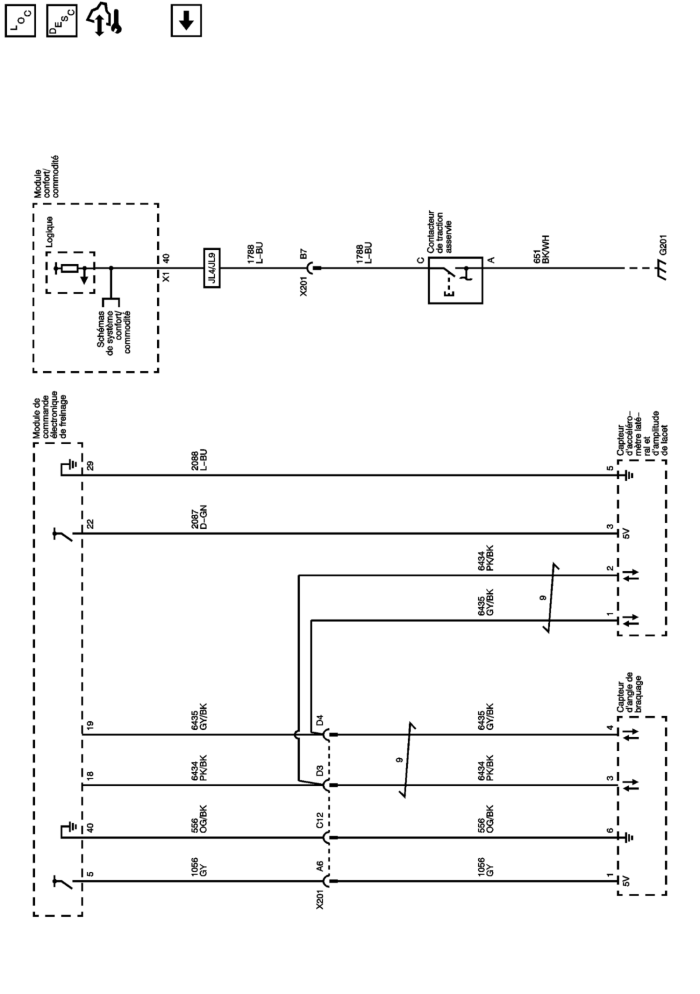 L O C
D E S C
Module
confort/
commodité
Logique
Schémas
de système
confort/
commodité
X1
40
JL4/JL9
1788
L–BU
X201
B7
1788
L–BU
C
Contacteur
de traction
asservie
A
651
BK/WH
G201
Module de
commande
électronique
de freinage
5
40
18
19
22
29
1056
GY
556
OG/BK
6434
PK/BK
6435
GY/BK
2087
D–GN
2088
L–BU
X201
A6
C12
D3
D4
1056
GY
556
OG/BK
6434
PK/BK
6435
GY/BK
6435
GY/BK
6434
PK/BK
9
9
1
6
3
4
5V
Capteur
d'angle de
braquage
1
2
3
5
5V
Capteur
d'accéléro–
mètre laté–
ral et
d'amplitude
de lacet